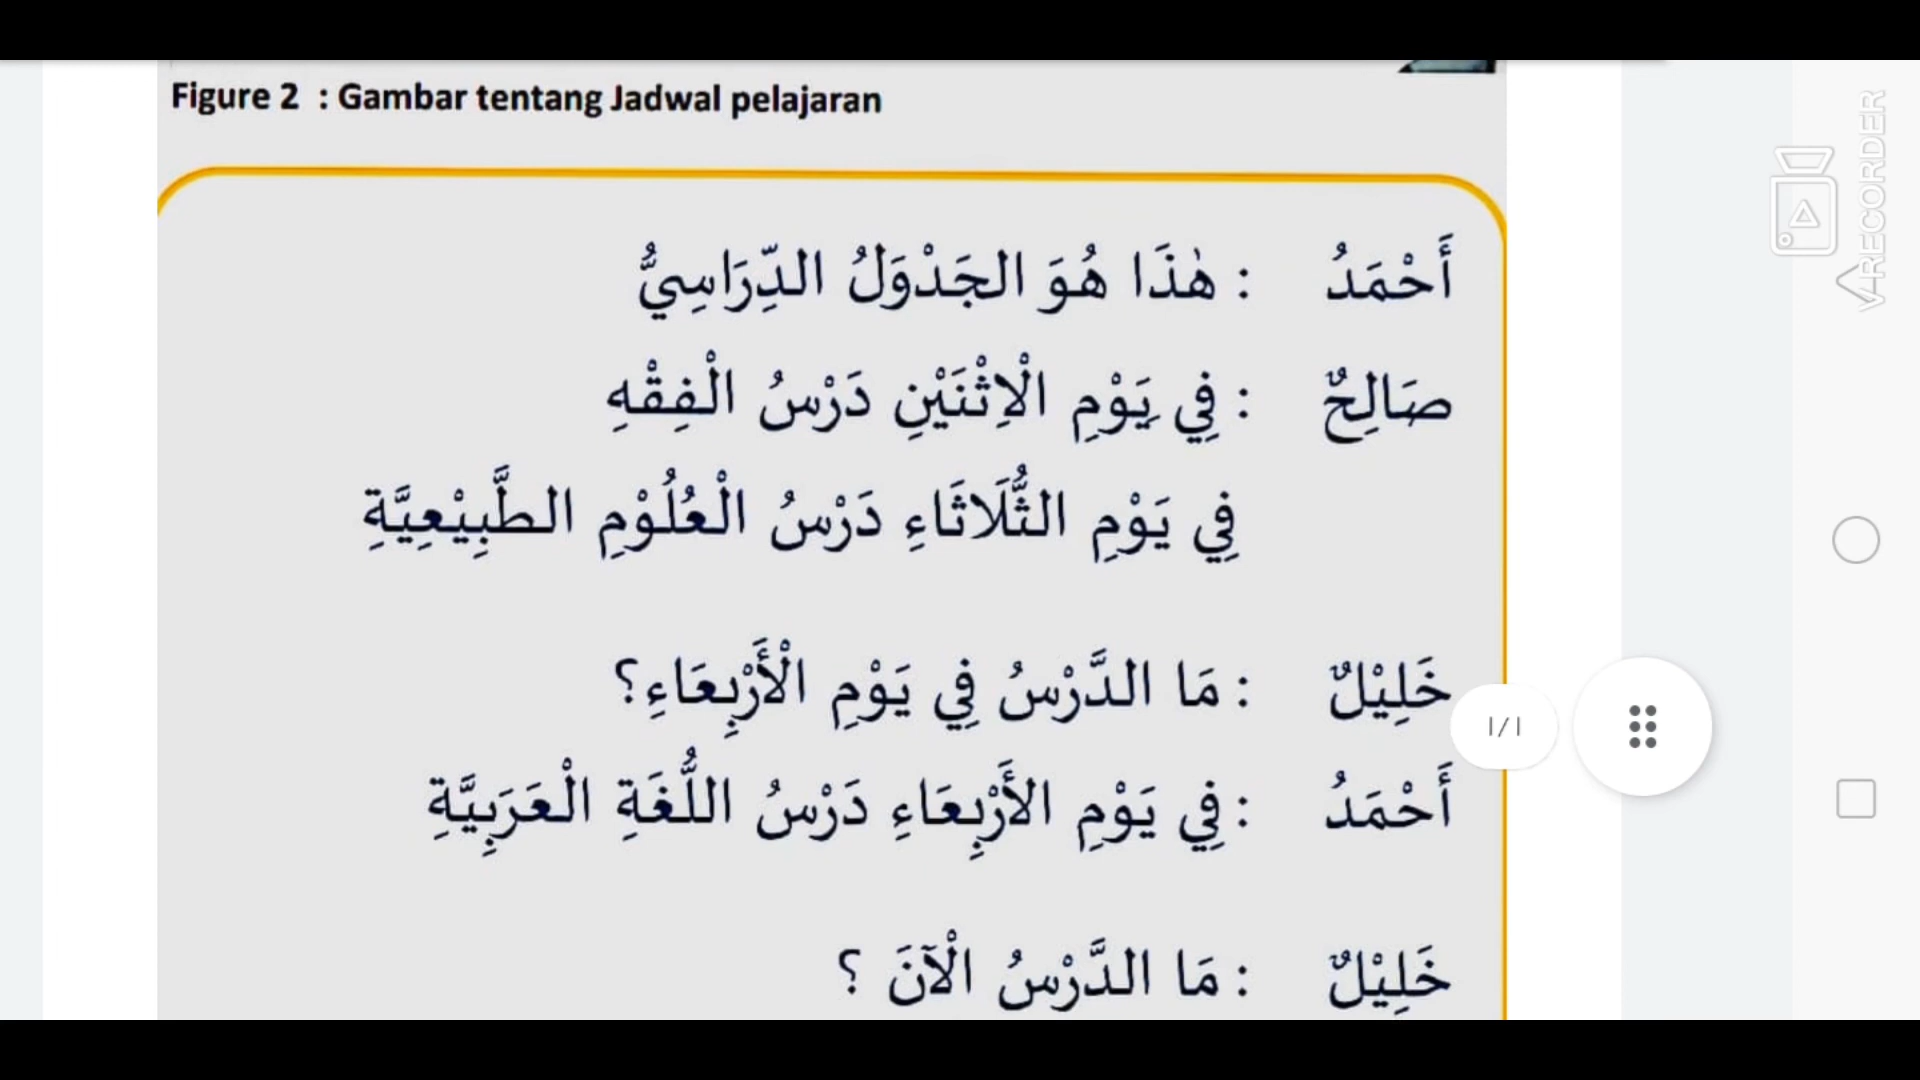 Figure 2 : Gambar tentang Jadwal pelajaran
أَحْمَدُ : هٰذَا هُوَ الجَدْوَلُ الدِّرَاسِيُّ
صَالِحٌ : فِي يَوْمِ الْاِثْنَيْنِ دَرْسُ الْفِقْهِ
فِي يَوْمِ الثُّلَاثَاءِ دَرْسُ الْعُلُوْمِ الطَّبِيْعِيَّةِ
خَلِيْلٌ : مَا الدَّرْسُ فِي يَوْمِ الْأَرْبِعَاءِ؟
أَحْمَدُ : فِي يَوْمِ الأَرْبِعَاءِ دَرْسُ اللُّغَةِ الْعَرَبِيَّةِ
خَلِيْلٌ : مَا الدَّرْسُ الْآنَ ؟
1/1
V-RECORDER